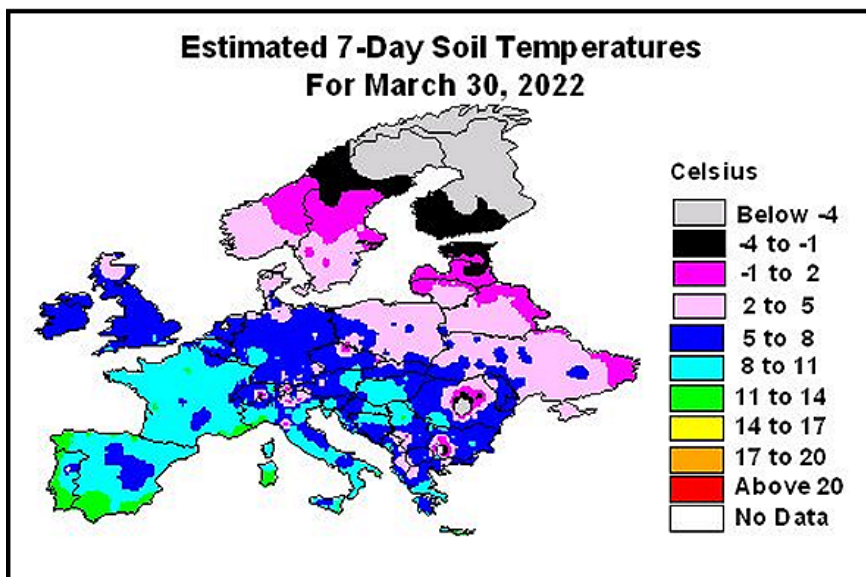 Estimated 7-Day Soil Temperatures
For March 30, 2022
Celsius
Below -4
-4 to -1
-1 to 2
2 to 5
5 to 8
8 to 11
11 to 14
14 to 17
17 to 20
Above 20
No Data